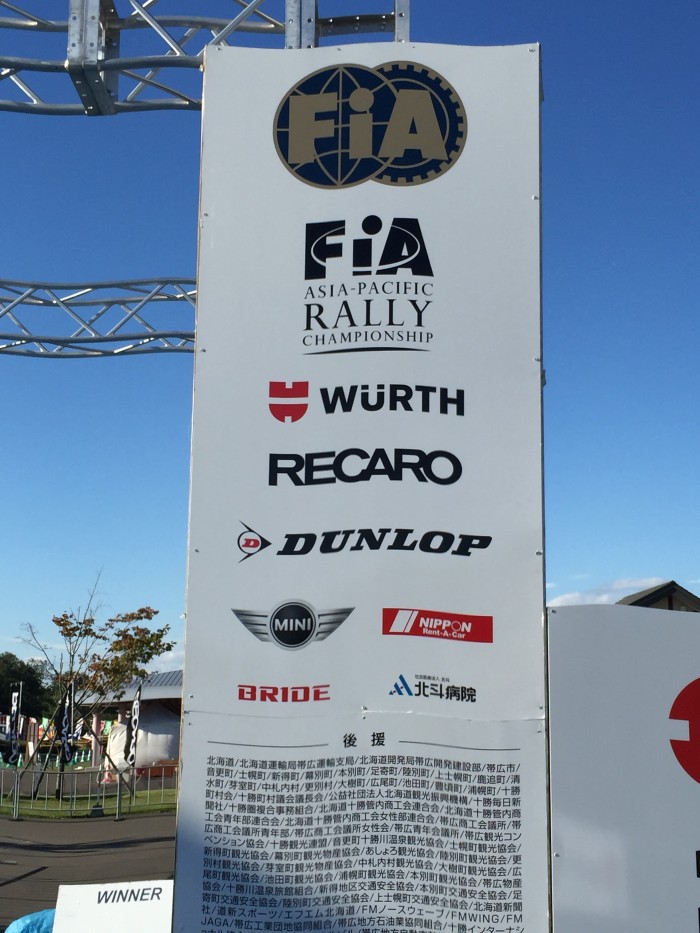 FiA
FiA
ASIA-PACIFIC
RALLY
CHAMPIONSHIP
WÜRTH
RECARO
D DUNLOP
MINI
NIPPON
Rent-A-Car
BRIDE
社会医療法人 北斗
北斗病院
後援
北海道/北海道運輸局帯広運輸支局/北海道開発局帯広開発建設部/帯広市/
音更町/士幌町/新得町/幕別町/本別町/足寄町/陸別町/上士幌町/鹿追町/清
水町/芽室町/中札内村/更別村/大樹町/広尾町/池田町/豊頃町/浦幌町/十勝
町村会/十勝町村議会議長会/公益社団法人北海道観光振興機構/十勝毎日新
聞社/十勝圏複合事務組合/北海道十勝管内商工会連合会/北海道十勝管内
商工会青年部連合会/北海道十勝管内商工会女性部連合会/帯広商工会議所/帯
広商工会議所青年部/帯広商工会議所女性会/帯広青年会議所/帯広観光コン
ベンション協会/十勝観光連盟/音更町十勝川温泉観光協会/士幌町観光協会/
新得町観光協会/幕別町観光物産協会/あしょろ観光協会/陸別町観光協会/更
別村観光協会/芽室町観光物産協会/中札内村観光協会/大樹町観光協会/広
尾町観光協会/池田町観光協会/浦幌町観光協会/本別町観光協会/帯広物産
協会/十勝川温泉旅館組合/新得地区交通安全協会/本別町交通安全協会/足
寄町交通安全協会/陸別町交通安全協会/上士幌町交通安全協会/北海道新聞
社/道新スポーツ/エフエム北海道/FMノースウェーブ/FMWING/FM
JAGA/帯広工業団地協同組合/帯広地方石油業協同組合/十勝インターナシ
WINNER